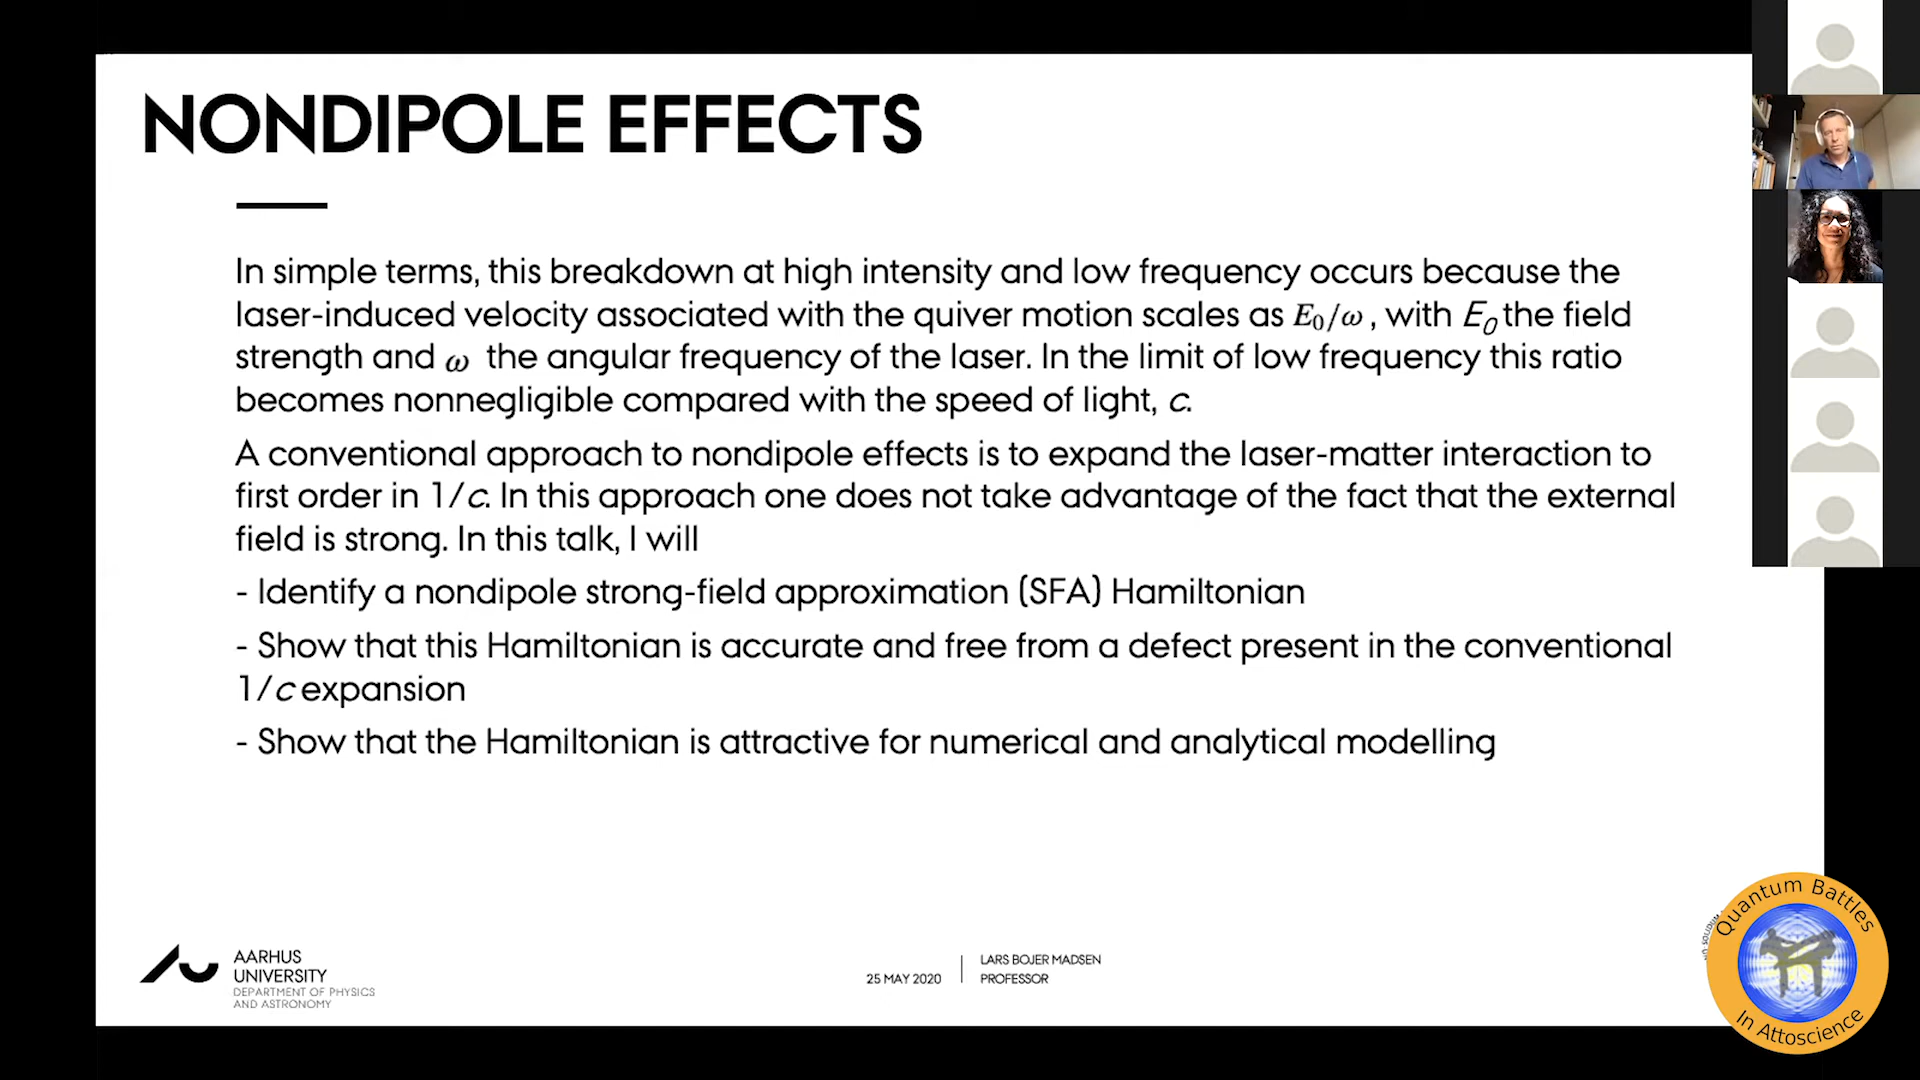 NONDIPOLE EFFECTS
In simple terms, this breakdown at high intensity and low frequency occurs because the
laser-induced velocity associated with the quiver motion scales as E₀/ω, with E₀ the field
strength and ω the angular frequency of the laser. In the limit of low frequency this ratio
becomes nonnegligible compared with the speed of light, c.
A conventional approach to nondipole effects is to expand the laser-matter interaction to
first order in 1/c. In this approach one does not take advantage of the fact that the external
field is strong. In this talk, I will
- Identify a nondipole strong-field approximation (SFA) Hamiltonian
- Show that this Hamiltonian is accurate and free from a defect present in the conventional
1/c expansion
- Show that the Hamiltonian is attractive for numerical and analytical modelling
AARHUS
UNIVERSITY
DEPARTMENT OF PHYSICS
AND ASTRONOMY
25 MAY 2020
LARS BOJER MADSEN
PROFESSOR
Quantum Battles
In Attoscience